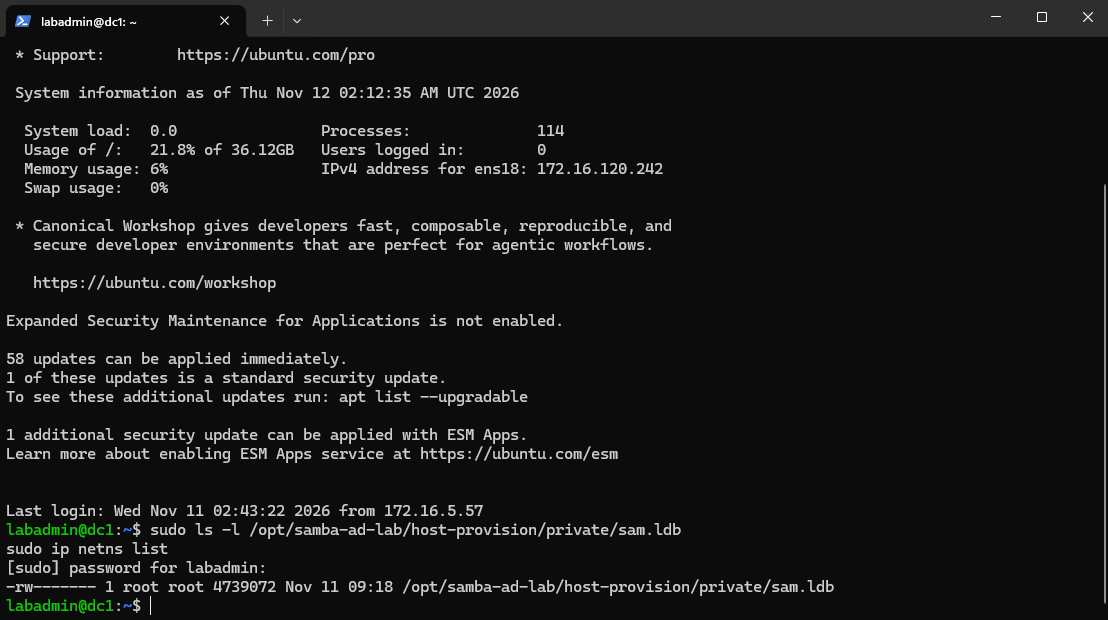 labadmin@dc1: ~
* Support:        https://ubuntu.com/pro
System information as of Thu Nov 12 02:12:35 AM UTC 2026
System load:  0.0                Processes:              114
Usage of /:   21.8% of 36.12GB   Users logged in:        0
Memory usage: 6%                 IPv4 address for ens18: 172.16.120.242
Swap usage:   0%
* Canonical Workshop gives developers fast, composable, reproducible, and
secure developer environments that are perfect for agentic workflows.
https://ubuntu.com/workshop
Expanded Security Maintenance for Applications is not enabled.
58 updates can be applied immediately.
1 of these updates is a standard security update.
To see these additional updates run: apt list --upgradable
1 additional security update can be applied with ESM Apps.
Learn more about enabling ESM Apps service at https://ubuntu.com/esm
Last login: Wed Nov 11 02:43:22 2026 from 172.16.5.57
labadmin@dc1:~$ sudo ls -l /opt/samba-ad-lab/host-provision/private/sam.ldb
sudo ip netns list
[sudo] password for labadmin:
-rw------- 1 root root 4739072 Nov 11 09:18 /opt/samba-ad-lab/host-provision/private/sam.ldb
labadmin@dc1:~$